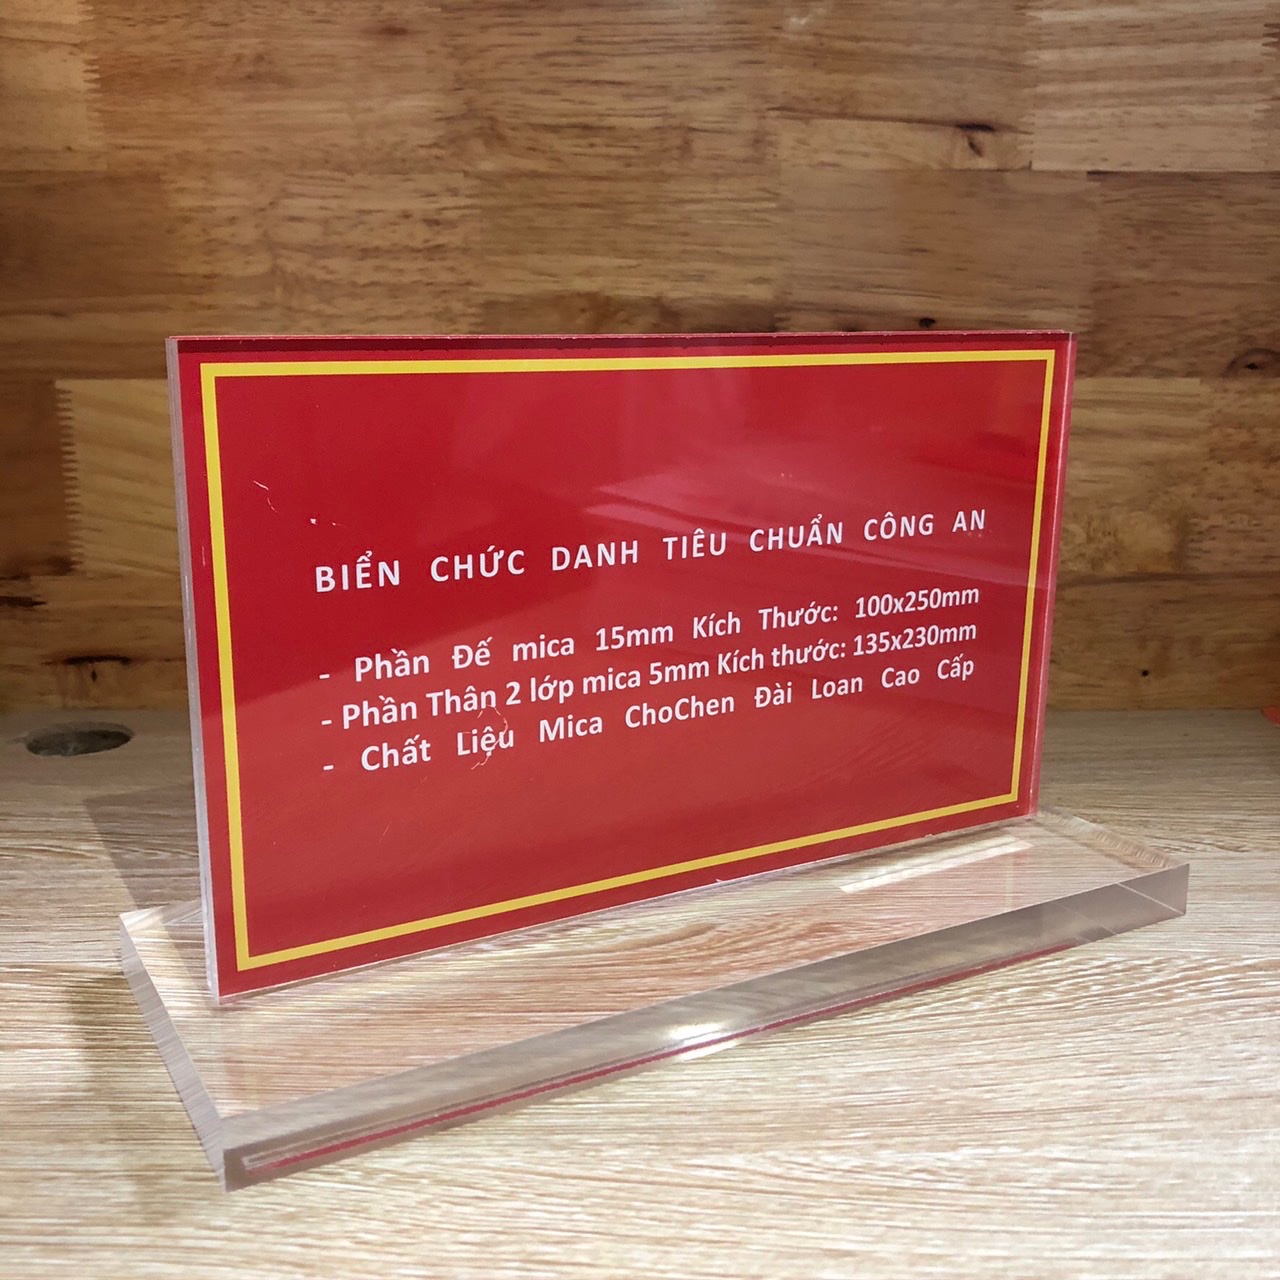 BIỂN CHỨC DANH TIÊU CHUẨN CÔNG AN
- Phần Đế mica 15mm Kích Thước: 100x250mm
- Phần Thân 2 lớp mica 5mm Kích thước: 135x230mm
- Chất Liệu Mica ChoChen Đài Loan Cao Cấp